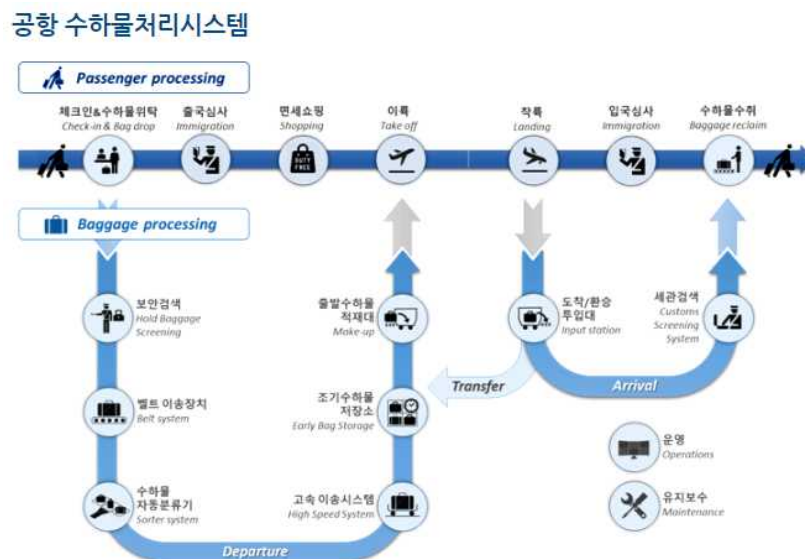 공항 수하물처리시스템
Passenger processing
체크인&수하물위탁
Check-in & Bag drop
출국심사
Immigration
면세쇼핑
Shopping
이륙
Take off
착륙
Landing
입국심사
Immigration
수하물수취
Baggage reclaim
DUTY
FREE
Baggage processing
보안검색
Hold Baggage
Screening
출발수하물
적재대
Make-up
도착/환승
투입대
Input station
세관검색
Customs
Screening
System
Transfer
Arrival
벨트 이송장치
Belt system
조기수하물
저장소
Early Bag Storage
운영
Operations
수하물
자동분류기
Sorter system
고속 이송시스템
High Speed System
유지보수
Maintenance
Departure